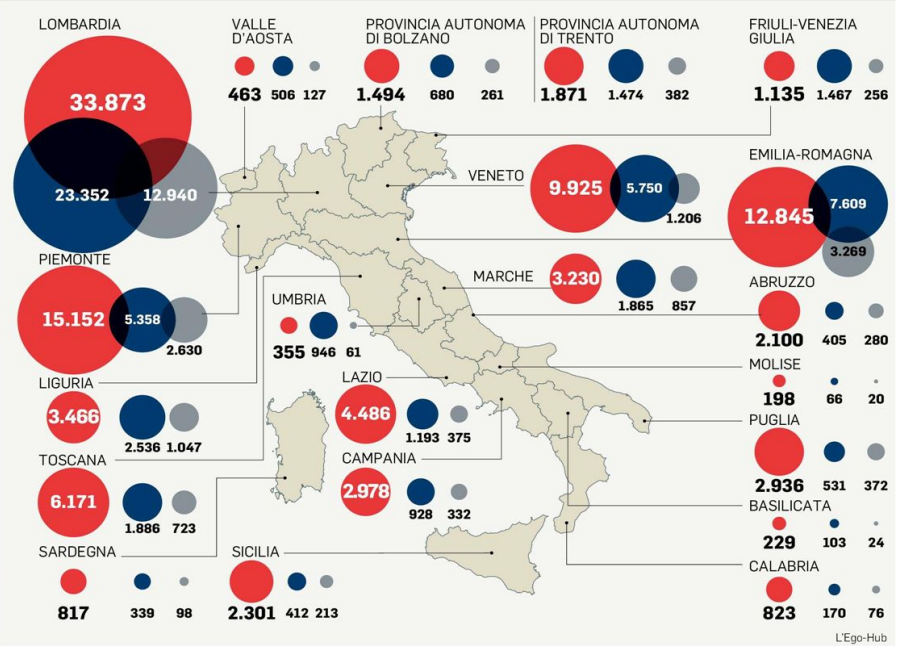 LOMBARDIA
33.873
23.352
12.940
VALLE
D'AOSTA
463 506 127
PROVINCIA AUTONOMA
DI BOLZANO
1.494 680 261
PROVINCIA AUTONOMA
DI TRENTO
1.871 1.474 382
FRIULI-VENEZIA
GIULIA
1.135 1.467 256
VENETO
9.925
5.750
1.206
EMILIA-ROMAGNA
12.845
7.609
3.269
PIEMONTE
15.152
5.358
2.630
UMBRIA
355 946 61
MARCHE
3.230
1.865 857
ABRUZZO
2.100 405 280
LIGURIA
3.466
2.536 1.047
LAZIO
4.486
1.193 375
MOLISE
198 66 20
TOSCANA
6.171
1.886 723
CAMPANIA
2.978
928 332
PUGLIA
2.936 531 372
BASILICATA
229 103 24
SARDEGNA
817 339 98
SICILIA
2.301 412 213
CALABRIA
823 170 76
L'Ego-Hub